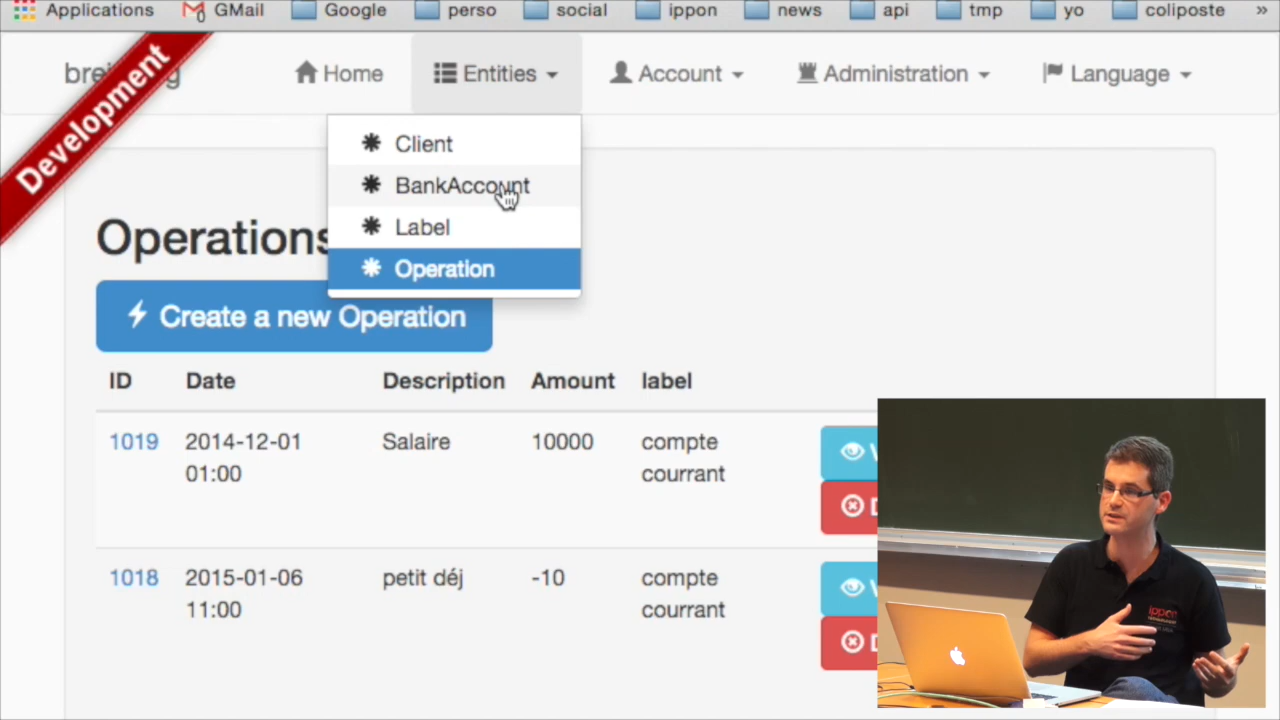 Applications GMail Google perso social ippon news api tmp yo coliposte »
Development
Home Entities Account Administration Language
Client
BankAccount
Label
Operation
Operations
Create a new Operation
ID Date Description Amount label
1019 2014-12-01 Salaire 10000 compte
01:00 courrant
1018 2015-01-06 petit déj -10 compte
11:00 courrant
ippon